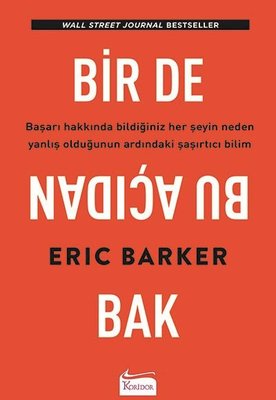 WALL STREET JOURNAL BESTSELLER
BİR DE
Başarı hakkında bildiğiniz her şeyin neden
yanlış olduğunun ardındaki şaşırtıcı bilim
BU AÇIDAN
ERIC BARKER
BAK
KORİDOR